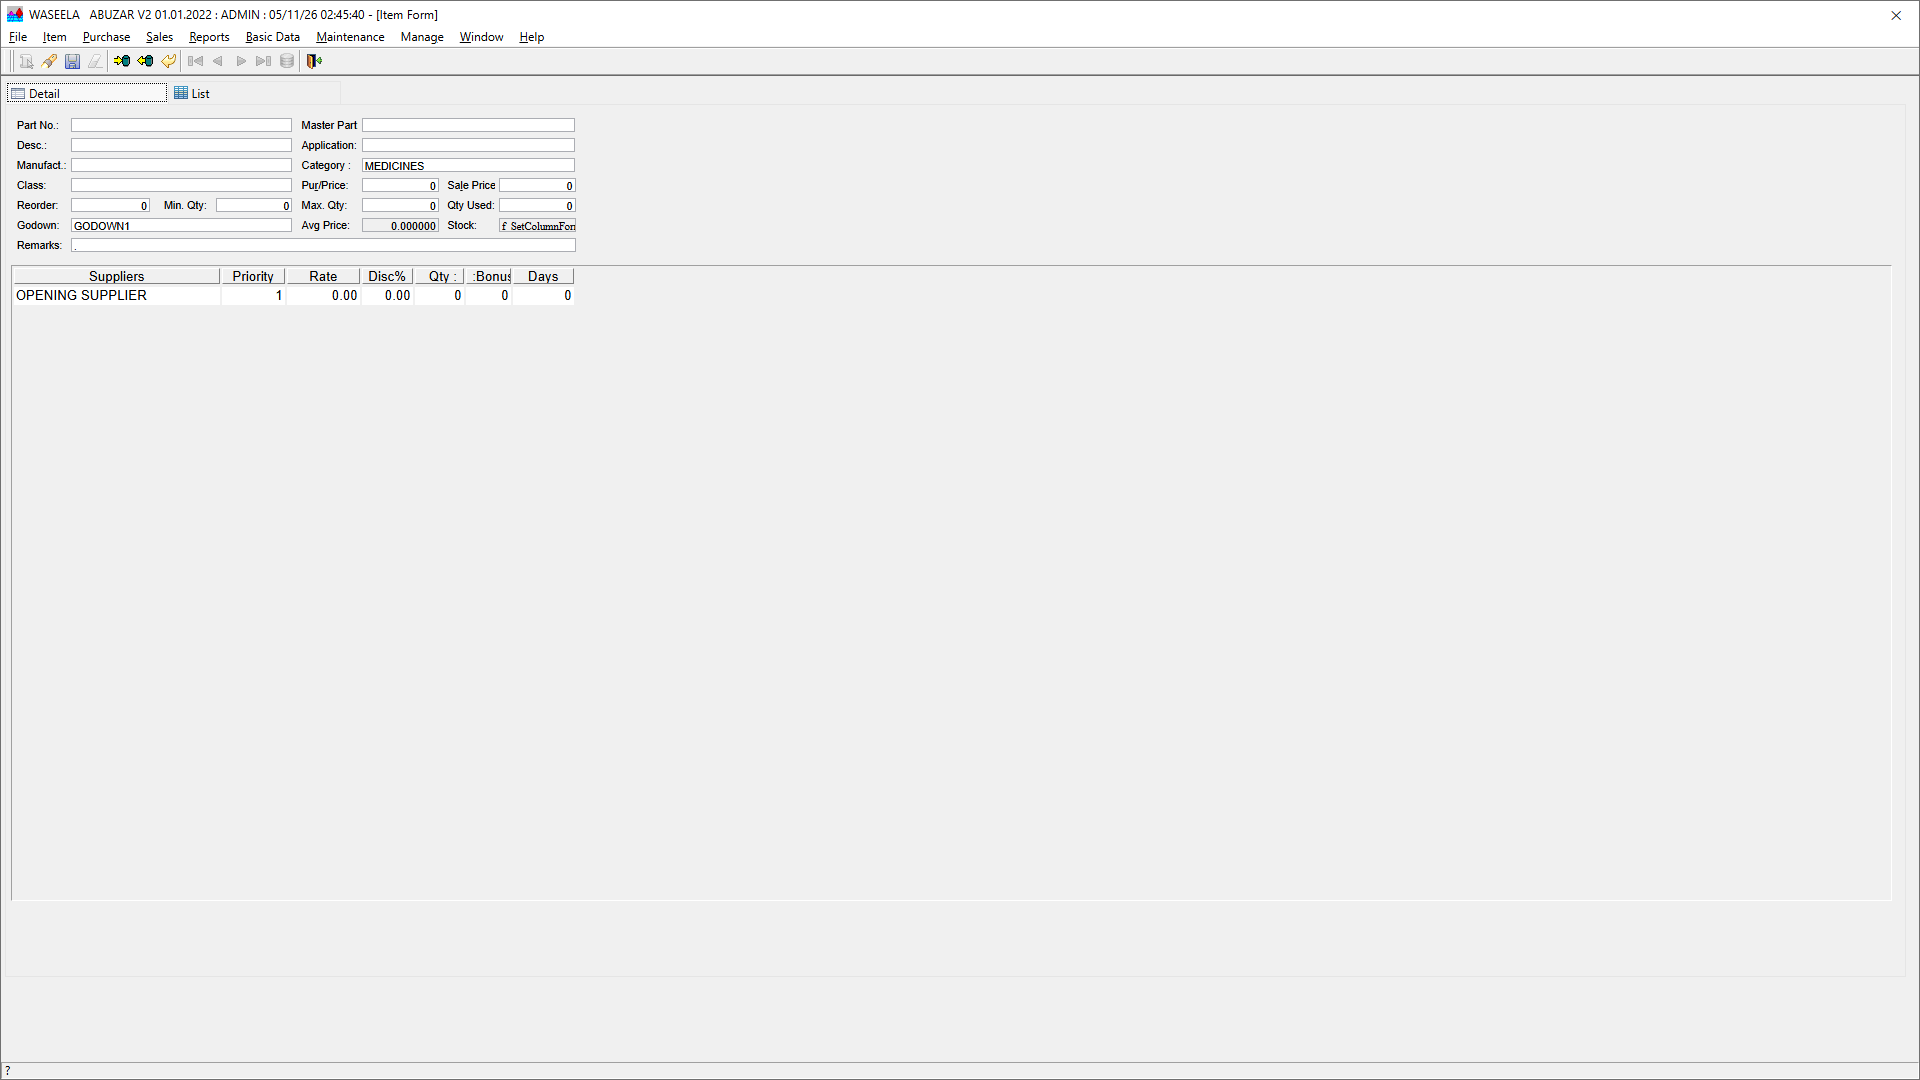 WASEELA ABUZAR V2 01.01.2022 : ADMIN : 05/11/26 02:45:40 - [Item Form]
File Item Purchase Sales Reports Basic Data Maintenance Manage Window Help
Detail List
Part No.: Master Part
Desc.: Application:
Manufact.: Category : MEDICINES
Class: Pur/Price: 0 Sale Price 0
Reorder: 0 Min. Qty: 0 Max. Qty: 0 Qty Used: 0
Godown: GODOWN1 Avg Price: 0.000000 Stock: f_SetColumnFor
Remarks: .
Suppliers Priority Rate Disc% Qty : :Bonus Days
OPENING SUPPLIER 1 0.00 0.00 0 0 0
?